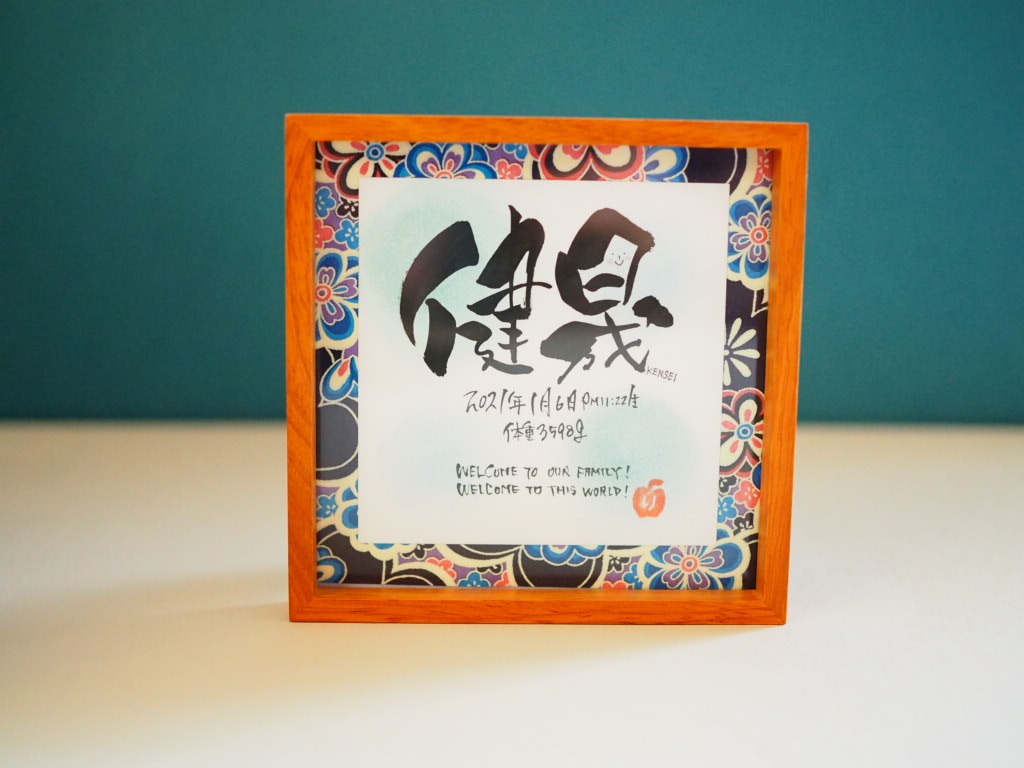 健晟
KENSEI
2021年1月6日PM11:22生
体重3598g
WELCOME TO OUR FAMILY!
WELCOME TO THIS WORLD!